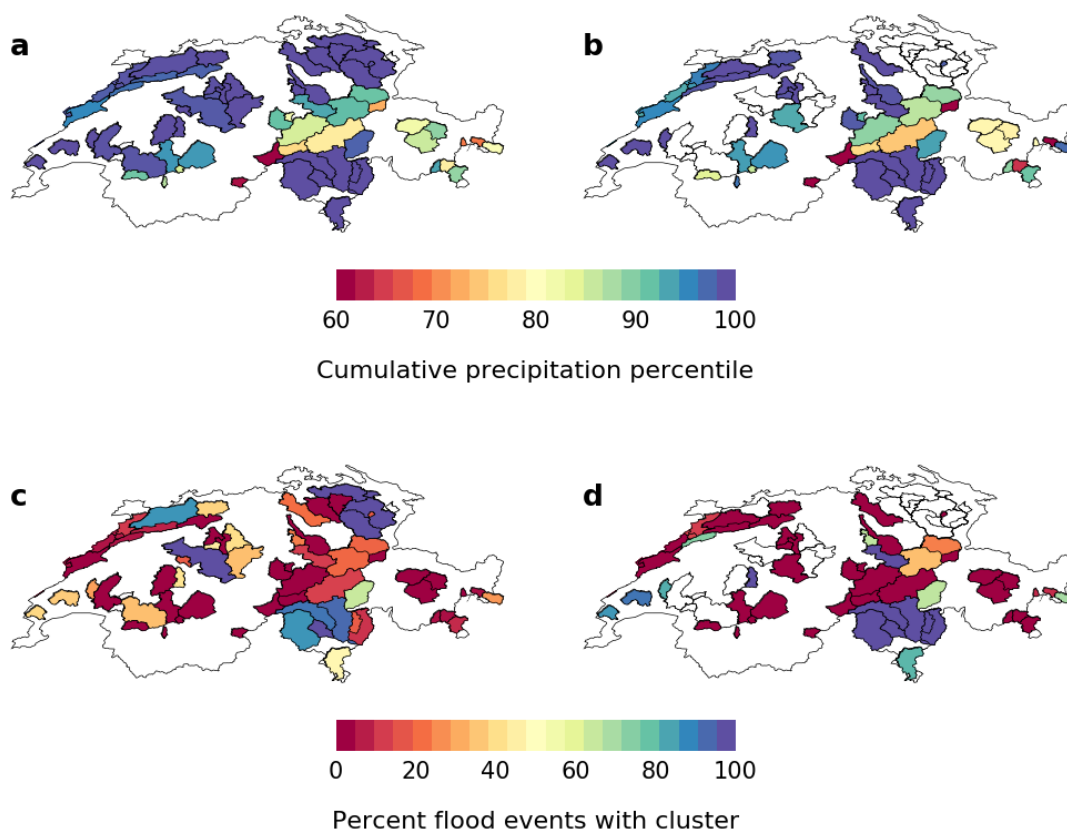 a
b
60 70 80 90 100
Cumulative precipitation percentile
c
d
0 20 40 60 80 100
Percent flood events with cluster